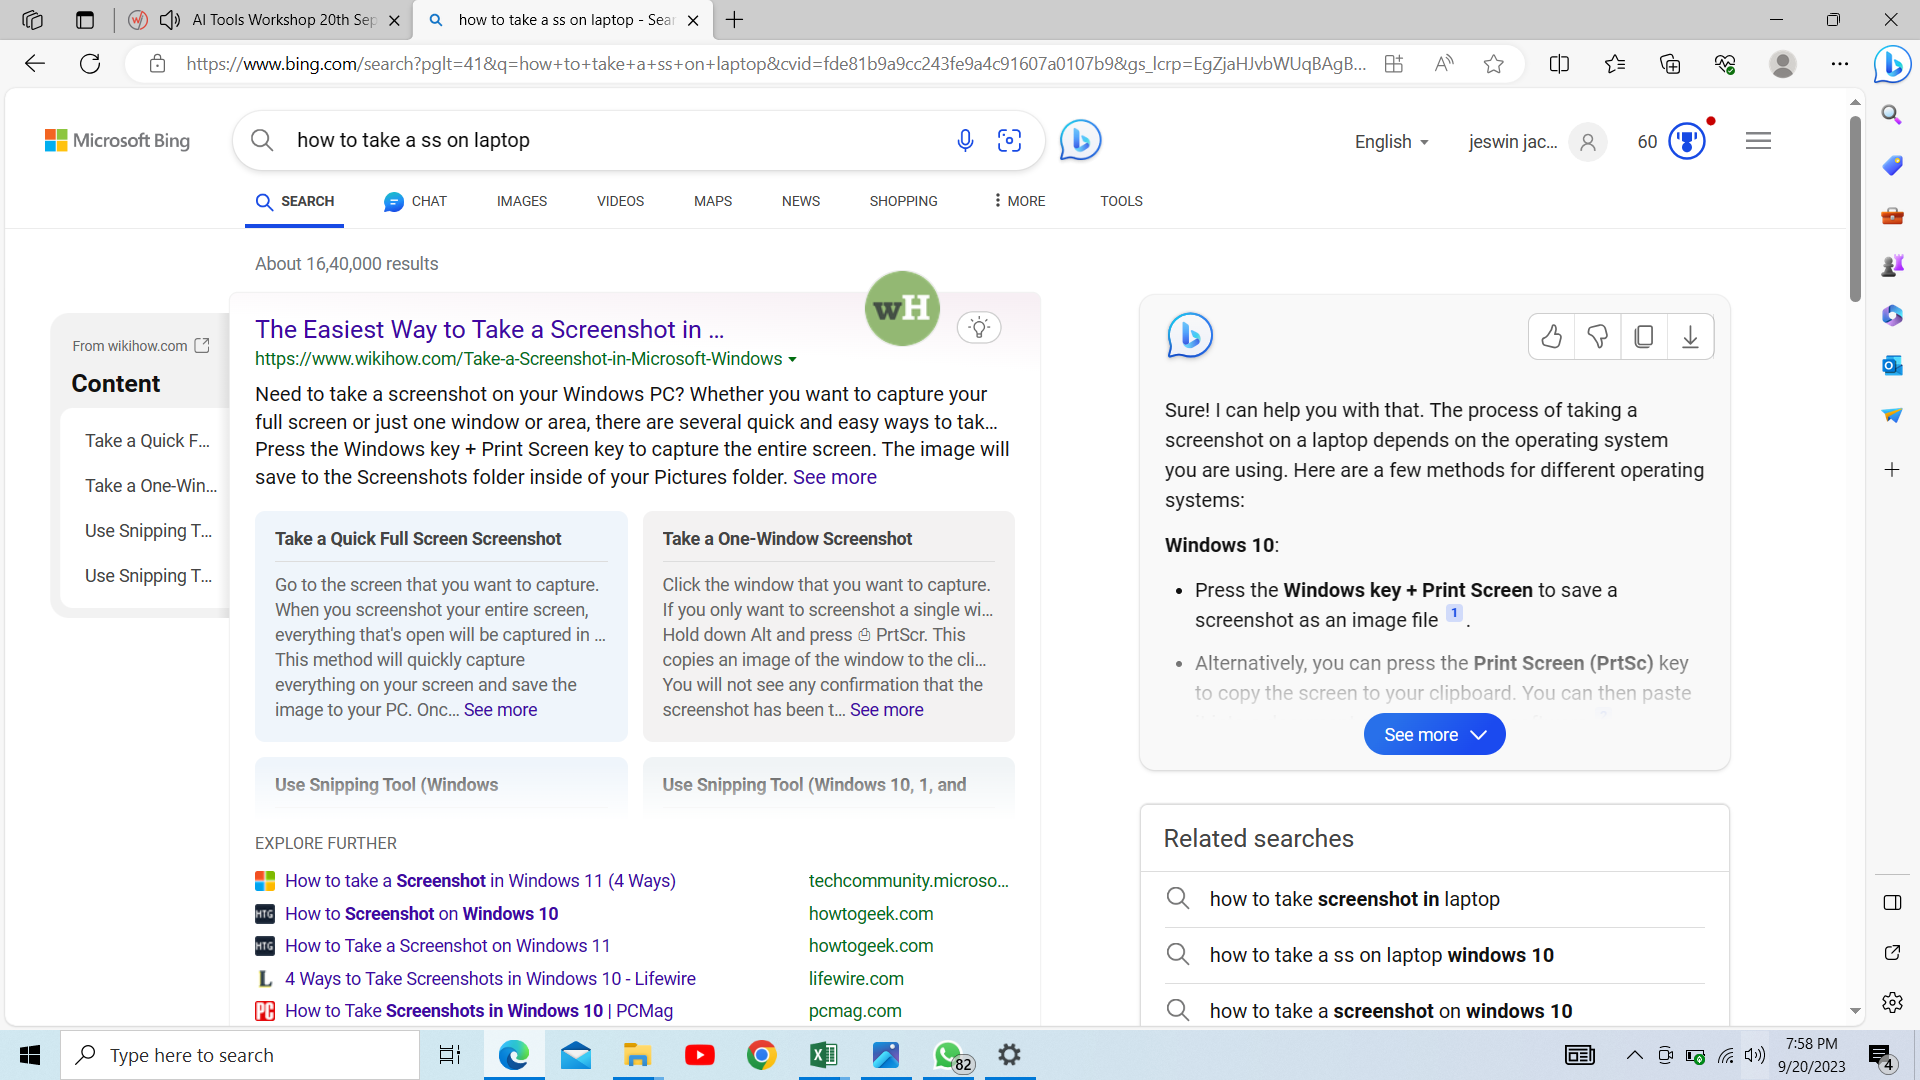 AI Tools Workshop 20th Sep
how to take a ss on laptop - Sear
https://www.bing.com/search?pglt=41&q=how+to+take+a+ss+on+laptop&cvid=fde81b9a9cc243fe9a4c91607a0107b9&gs_lcrp=EgZjaHJvbWUqBAgB...
Microsoft Bing
how to take a ss on laptop
English
jeswin jac...
60
SEARCH
CHAT
IMAGES
VIDEOS
MAPS
NEWS
SHOPPING
MORE
TOOLS
About 16,40,000 results
From wikihow.com
Content
Take a Quick F...
Take a One-Win...
Use Snipping T...
Use Snipping T...
wH
The Easiest Way to Take a Screenshot in ...
https://www.wikihow.com/Take-a-Screenshot-in-Microsoft-Windows
Need to take a screenshot on your Windows PC? Whether you want to capture your
full screen or just one window or area, there are several quick and easy ways to tak...
Press the Windows key + Print Screen key to capture the entire screen. The image will
save to the Screenshots folder inside of your Pictures folder. See more
Take a Quick Full Screen Screenshot
Go to the screen that you want to capture.
When you screenshot your entire screen,
everything that's open will be captured in ...
This method will quickly capture
everything on your screen and save the
image to your PC. Onc... See more
Take a One-Window Screenshot
Click the window that you want to capture.
If you only want to screenshot a single wi...
Hold down Alt and press ⎙ PrtScr. This
copies an image of the window to the cli...
You will not see any confirmation that the
screenshot has been t... See more
Use Snipping Tool (Windows
Use Snipping Tool (Windows 10, 1, and
EXPLORE FURTHER
How to take a Screenshot in Windows 11 (4 Ways)
techcommunity.microso...
HTG
How to Screenshot on Windows 10
howtogeek.com
HTG
How to Take a Screenshot on Windows 11
howtogeek.com
L
4 Ways to Take Screenshots in Windows 10 - Lifewire
lifewire.com
PC
How to Take Screenshots in Windows 10 | PCMag
pcmag.com
Sure! I can help you with that. The process of taking a
screenshot on a laptop depends on the operating system
you are using. Here are a few methods for different operating
systems:
Windows 10:
Press the Windows key + Print Screen to save a
screenshot as an image file 1 .
Alternatively, you can press the Print Screen (PrtSc) key
to copy the screen to your clipboard. You can then paste
See more
Related searches
how to take screenshot in laptop
how to take a ss on laptop windows 10
how to take a screenshot on windows 10
Type here to search
82
7:58 PM
9/20/2023
4